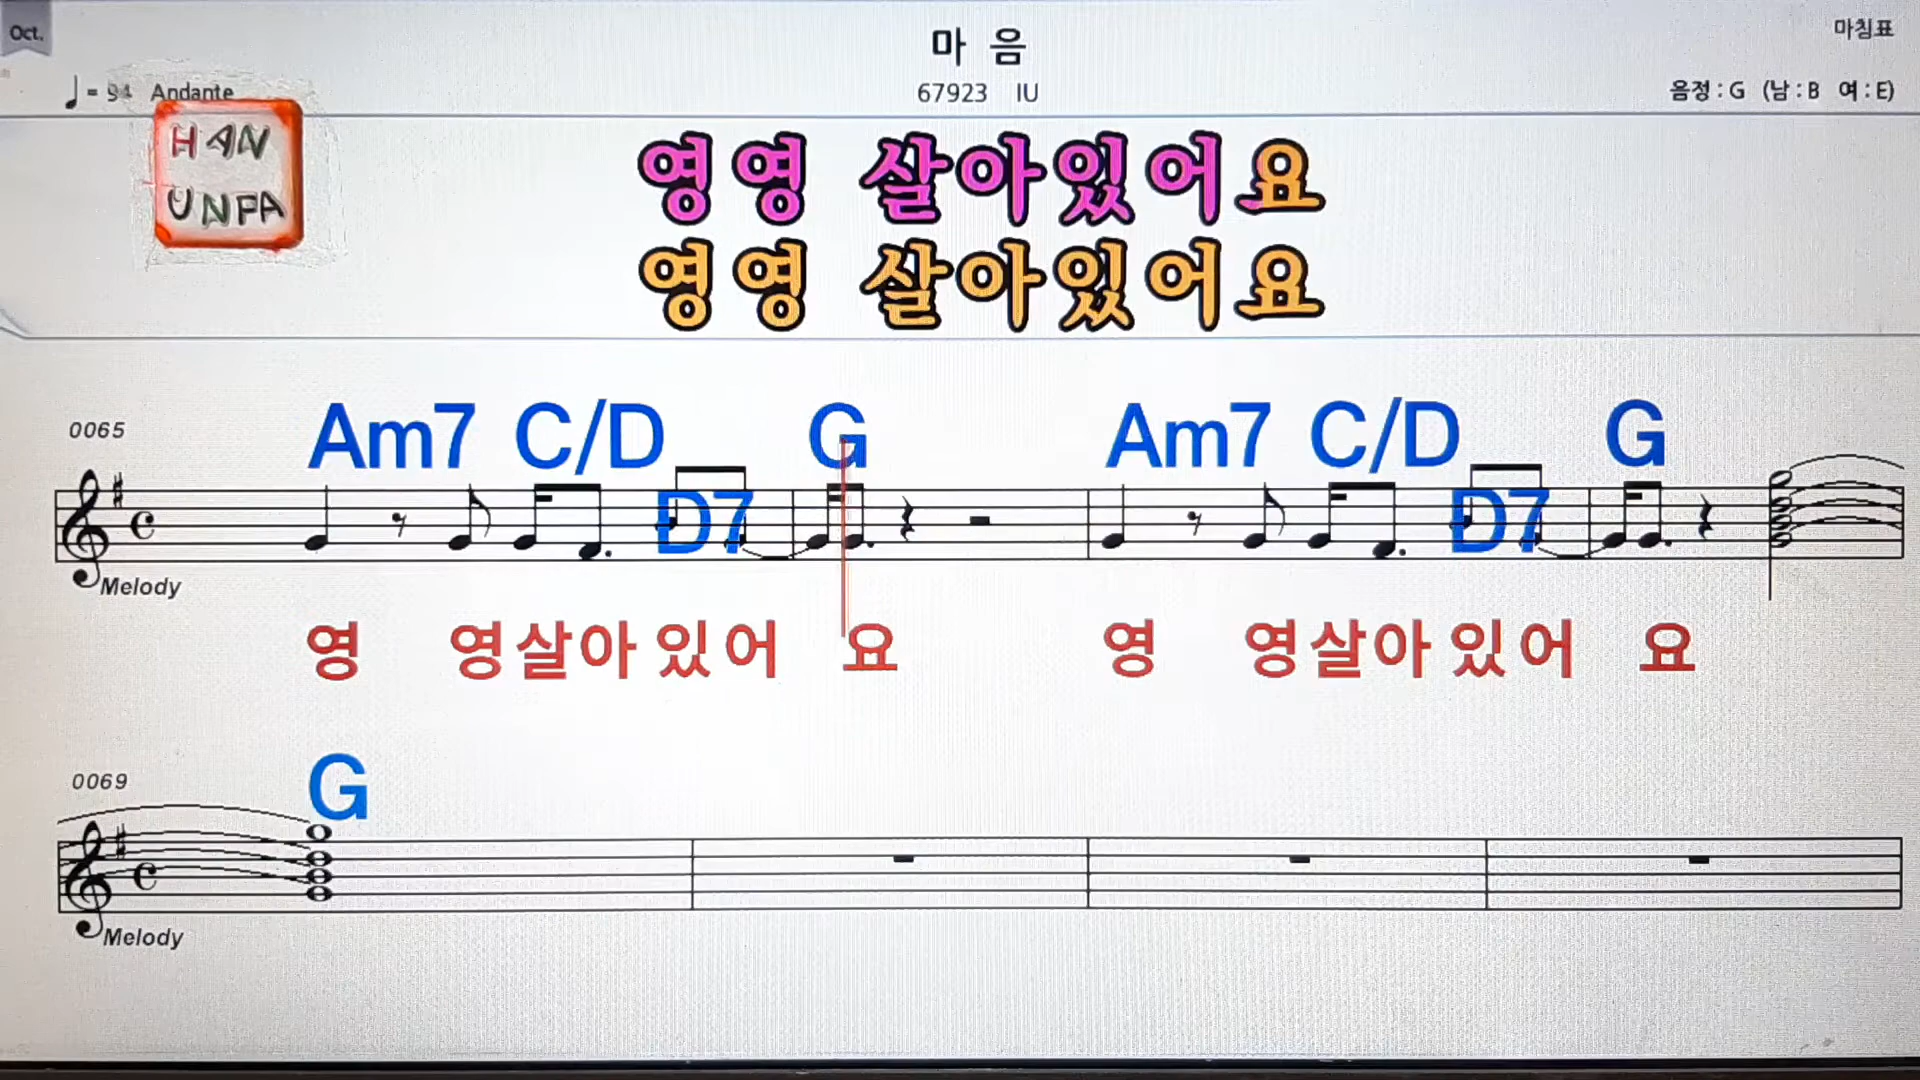 Oct.
마 음
마침표
= 94 Andante
67923 IU
음정 : G (남 : B 여 : E)
HAN
UNFA
영영 살아있어요
영영 살아있어요
0065
Am7 C/D D7 G Am7 C/D D7 G
Melody
영 영살아 있어 요 영 영살아 있어 요
0069
G
Melody